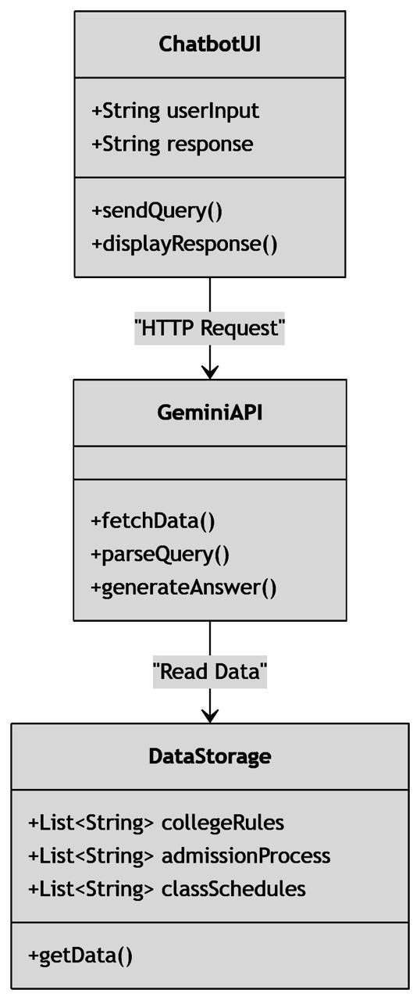 ChatbotUI
+String userInput
+String response
+sendQuery()
+displayResponse()
"HTTP Request"
GeminiAPI
+fetchData()
+parseQuery()
+generateAnswer()
"Read Data"
DataStorage
+List<String> collegeRules
+List<String> admissionProcess
+List<String> classSchedules
+getData()